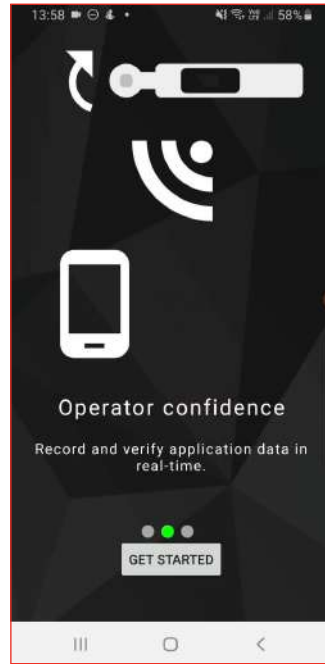 13:58
58%
Operator confidence
Record and verify application data in
real-time.
GET STARTED